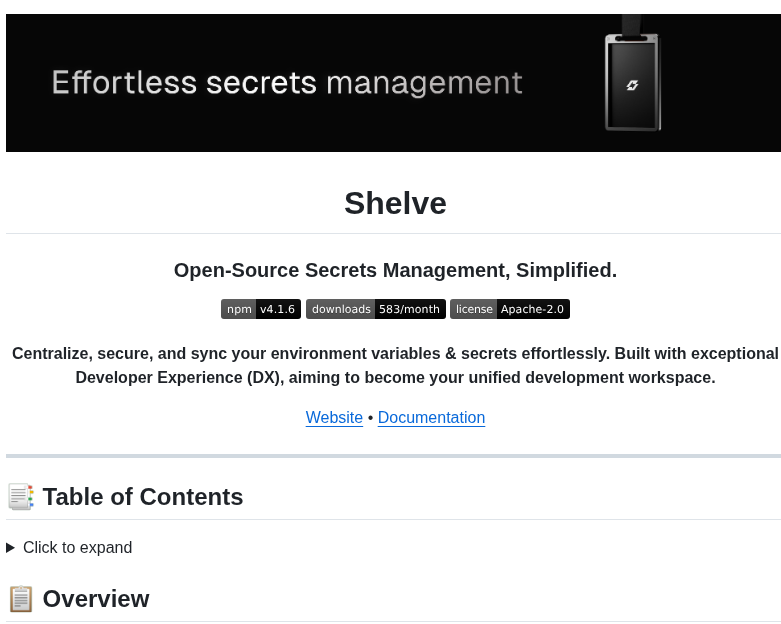 Effortless secrets management
Shelve
Open-Source Secrets Management, Simplified.
npm v4.1.6 downloads 583/month license Apache-2.0
Centralize, secure, and sync your environment variables & secrets effortlessly. Built with exceptional
Developer Experience (DX), aiming to become your unified development workspace.
Website • Documentation
Table of Contents
Click to expand
Overview